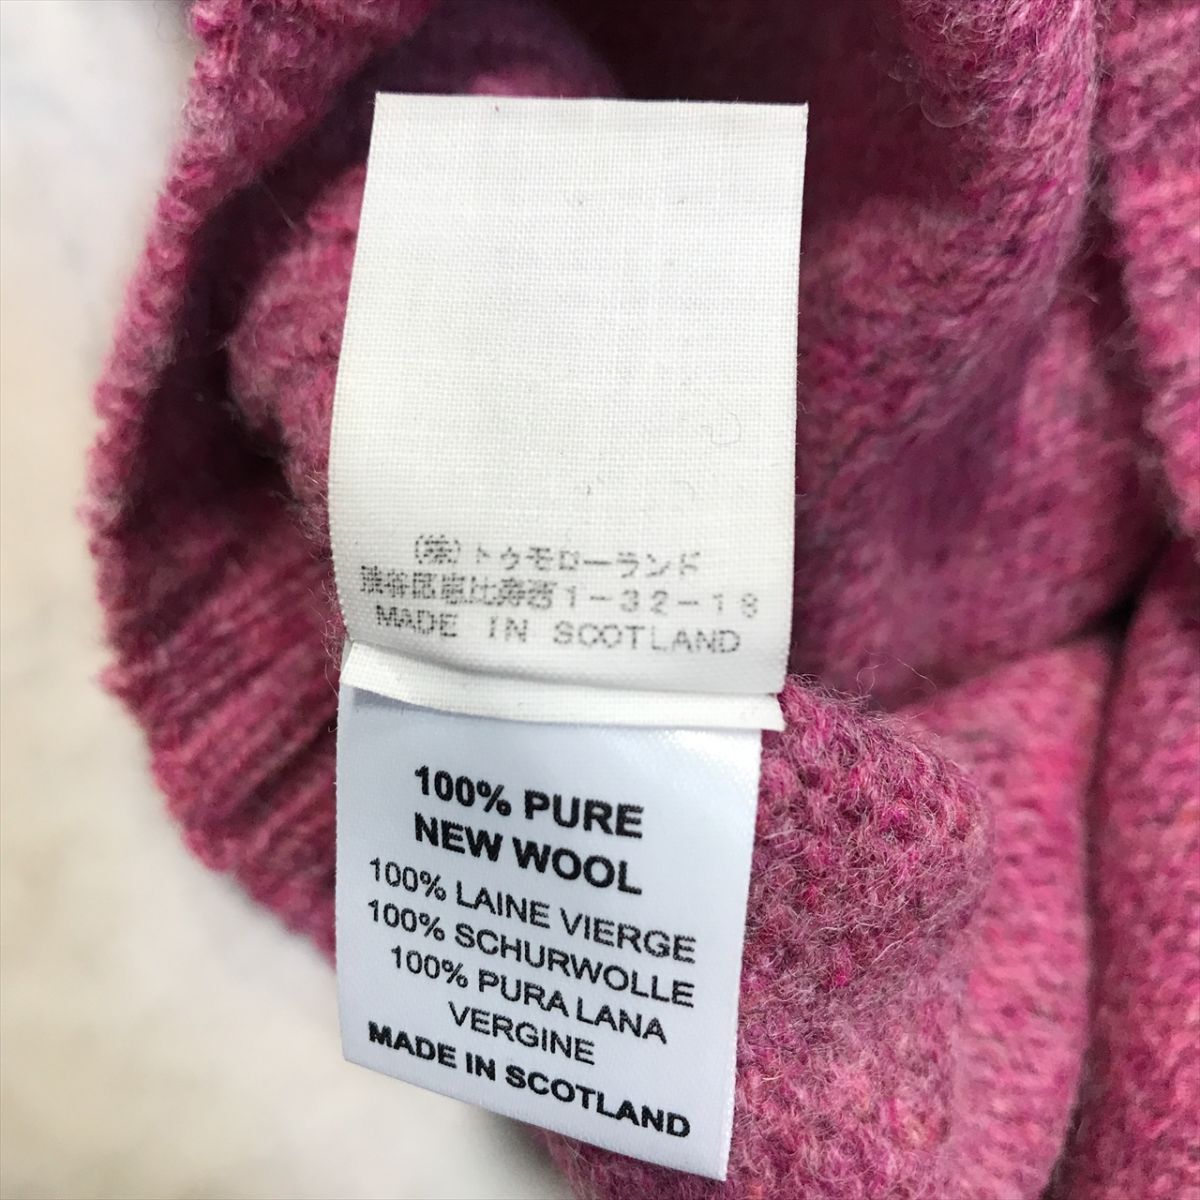 (株)トゥモローランド
渋谷区恵比寿西1-32-18
MADE IN SCOTLAND
100% PURE
NEW WOOL
100% LAINE VIERGE
100% SCHURWOLLE
100% PURA LANA
VERGINE
MADE IN SCOTLAND